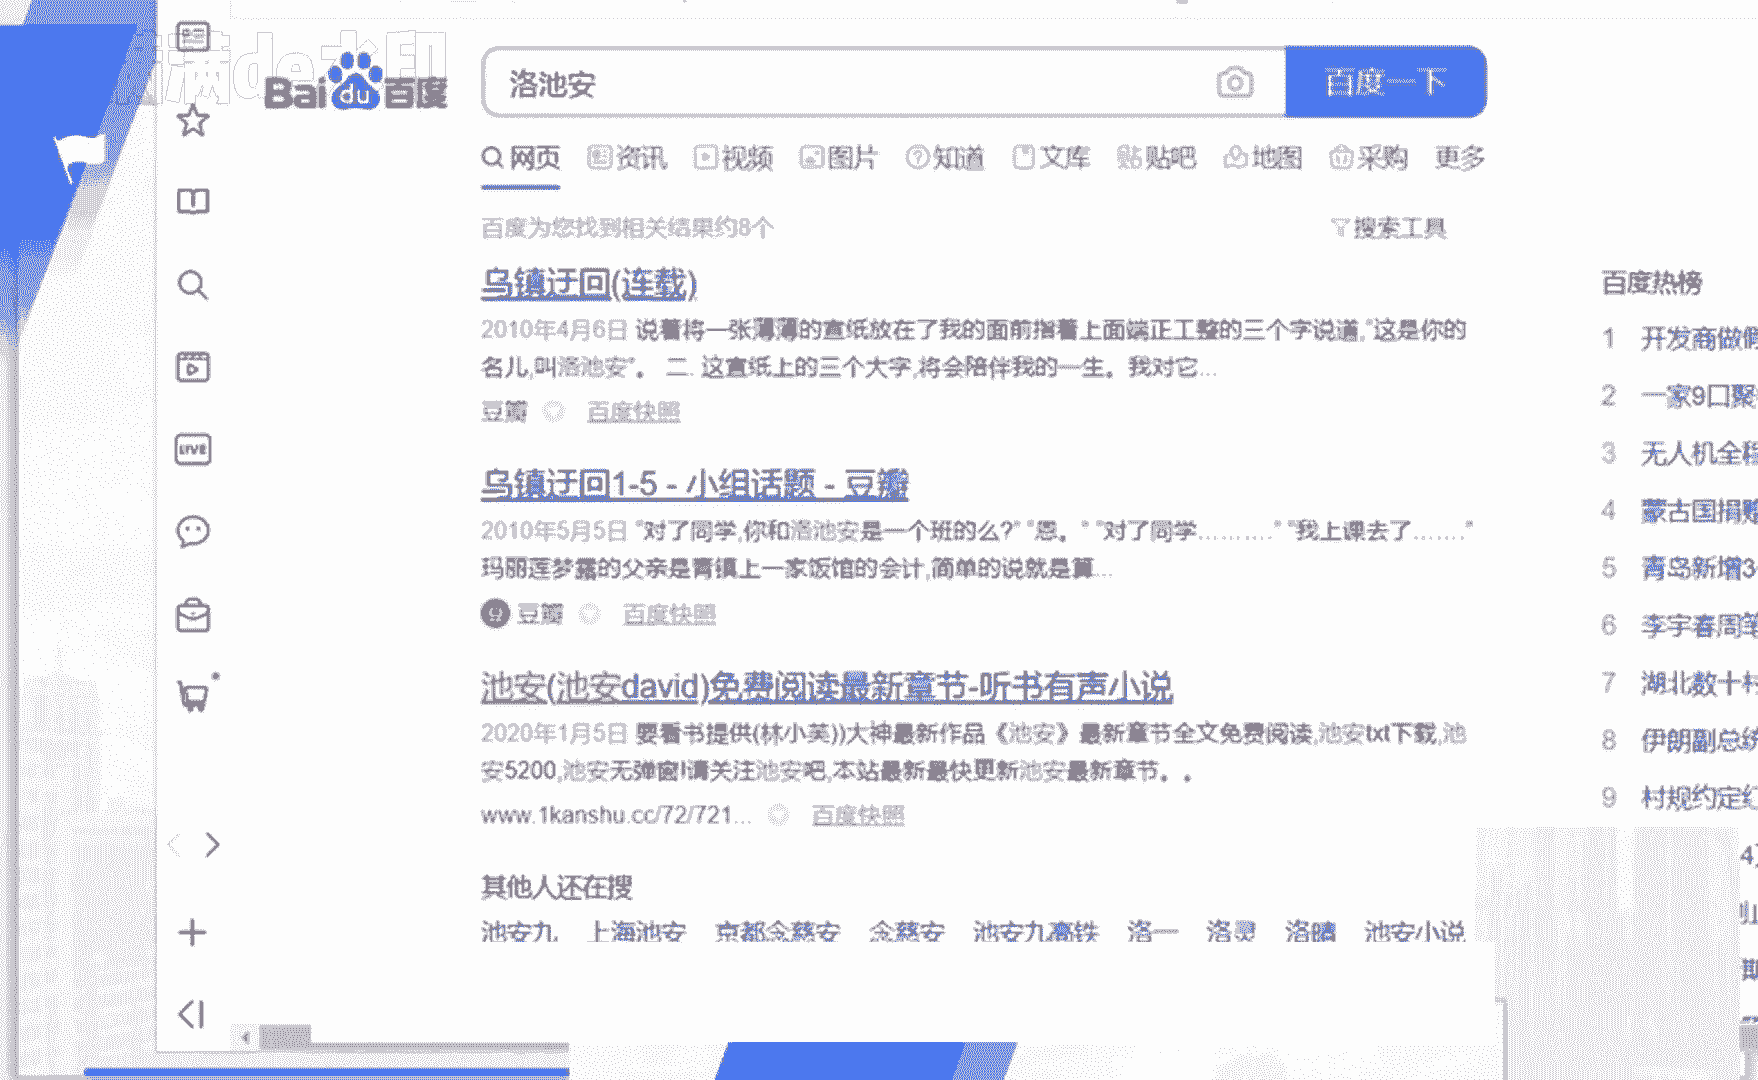 满de水印
Bai du 百度
洛池安
百度一下
网页 资讯 视频 图片 知道 文库 贴吧 地图 采购 更多
百度为您找到相关结果约8个
搜索工具
乌镇迂回(连载)
2010年4月6日 说着将一张薄薄的宣纸放在了我的面前指着上面端正工整的三个字说道,"这是你的
名儿,叫洛池安"。 二. 这宣纸上的三个大字,将会陪伴我的一生。我对它...
豆瓣 百度快照
乌镇迂回1-5 - 小组话题 - 豆瓣
2010年5月5日 "对了同学,你和洛池安是一个班的么?" "恩。" "对了同学………." "我上课去了……."
玛丽莲梦露的父亲是青镇上一家饭馆的会计,简单的说就是算...
豆瓣 百度快照
池安(池安david)免费阅读最新章节-听书有声小说
2020年1月5日 要看书提供(林小芙))大神最新作品《池安》最新章节全文免费阅读,池安txt下载,池
安5200,池安无弹窗!请关注池安吧,本站最新最快更新池安最新章节。。
www.1kanshu.cc/72/721... 百度快照
其他人还在搜
池安九 上海池安 京都念慈安 念慈安 池安九高铁 洛一 洛灵 洛晴 池安小说
百度热榜
1 开发商做假
2 一家9口聚
3 无人机全程
4 蒙古国捐赠
5 青岛新增3
6 李宇春周笔
7 湖北数十村
8 伊朗副总统
9 村规约定红
LIVE